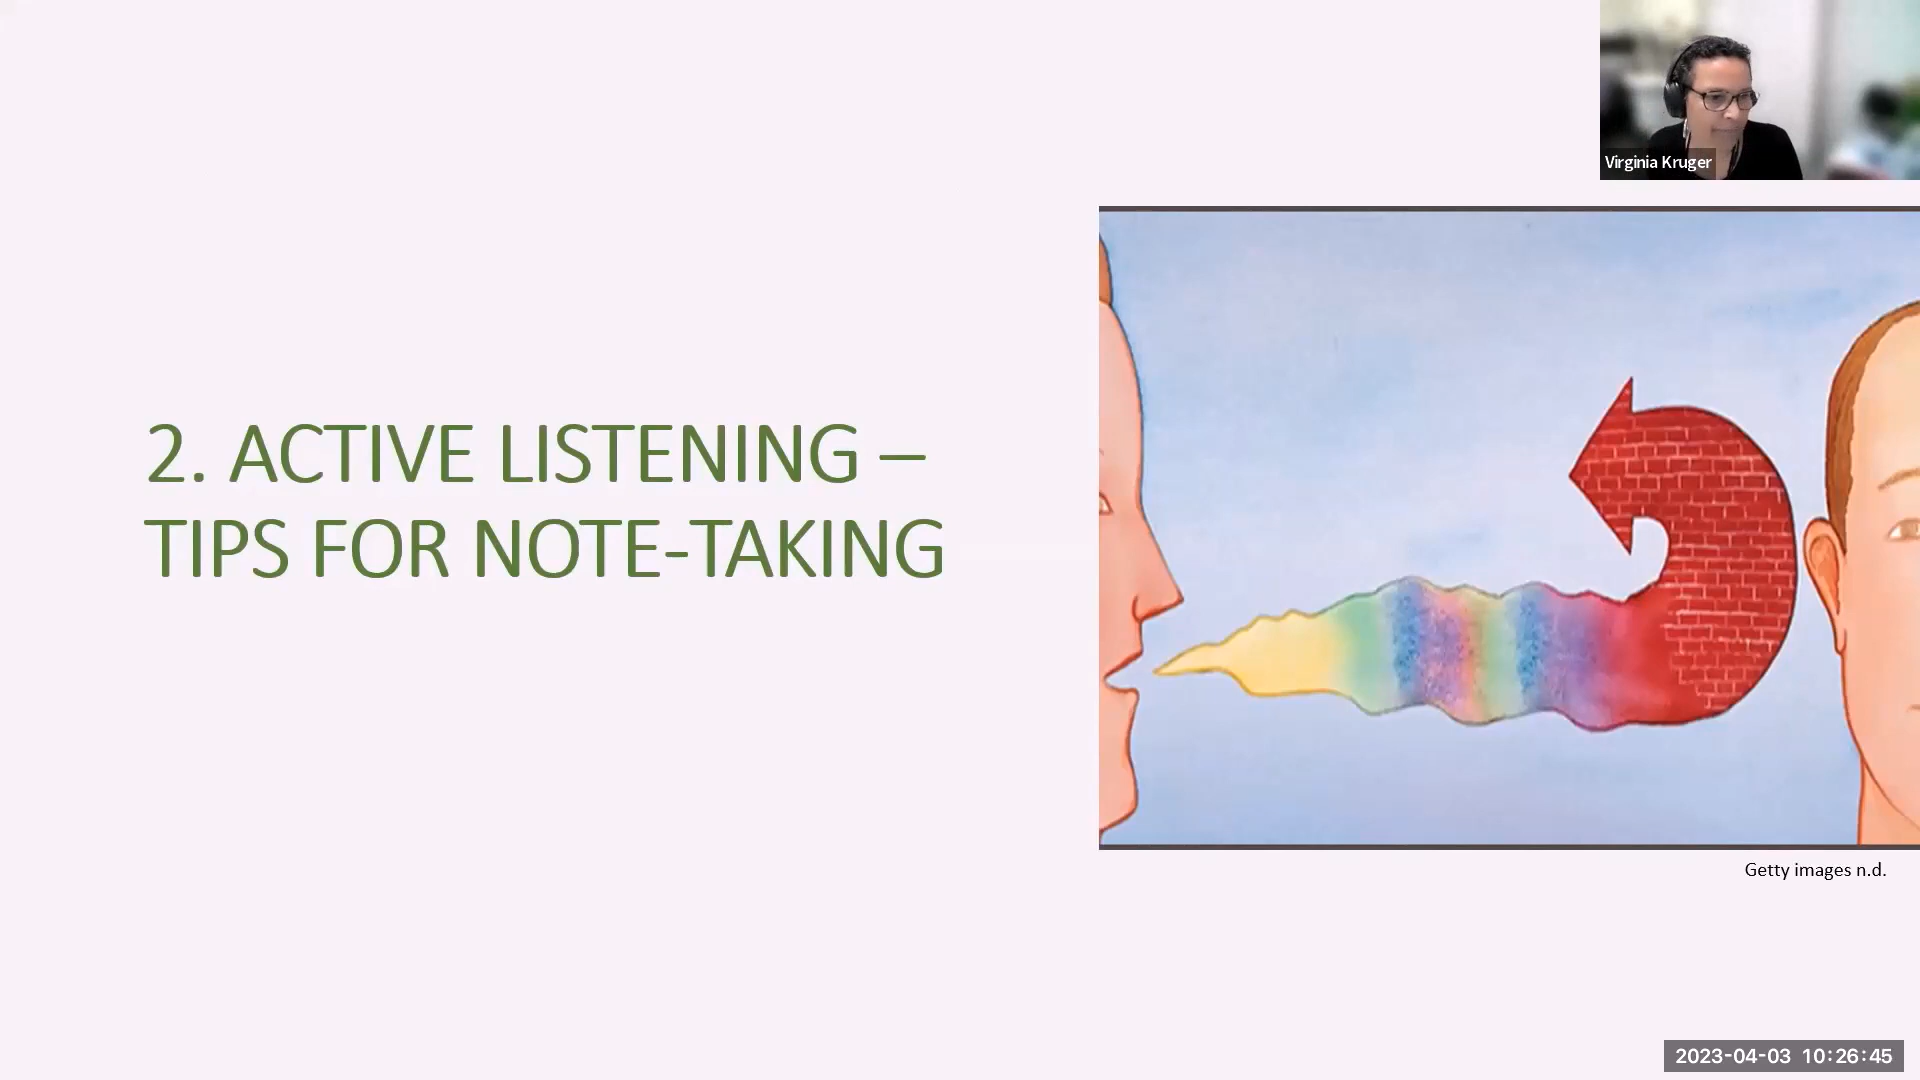 Virginia Kruger
2. ACTIVE LISTENING –
TIPS FOR NOTE-TAKING
Getty images n.d.
2023-04-03 10:26:45